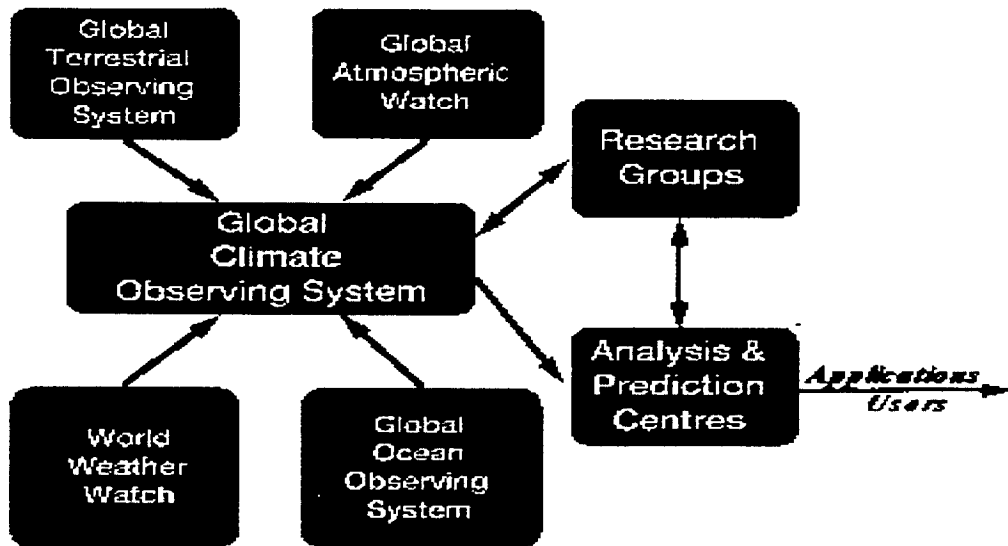 Global
Terrestrial
Observing
System
Global
Atmospheric
Watch
Research
Groups
Global
Climate
Observing System
Analysis &
Prediction
Centres
Applications
Users
World
Weather
Watch
Global
Ocean
Observing
System